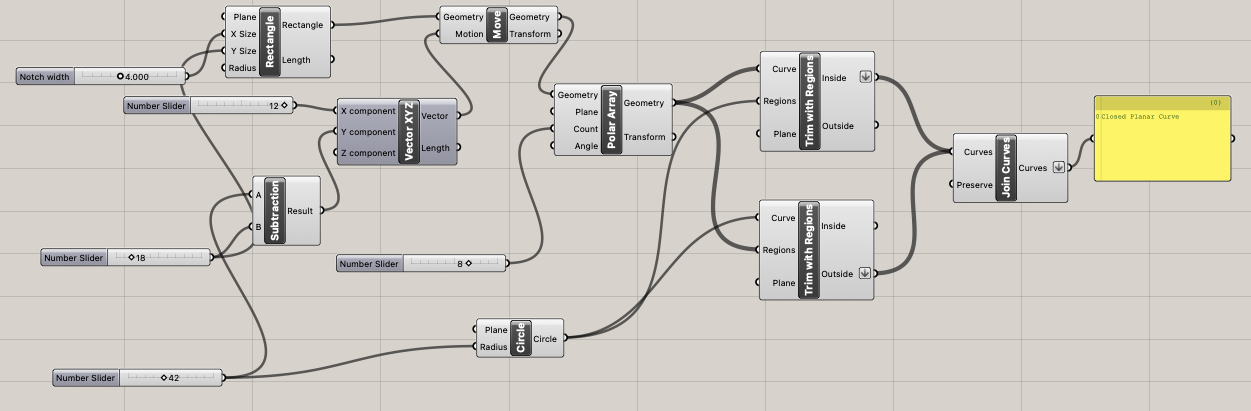 Plane
X Size
Y Size
Radius
Rectangle
Rectangle
Length
Geometry
Motion
Move
Geometry
Transform
Notch width
4.000
Number Slider
12
X component
Y component
Z component
Vector XYZ
Vector
Length
Geometry
Plane
Count
Angle
Polar Array
Geometry
Transform
Curve
Regions
Plane
Trim with Regions
Inside
Outside
{0}
0 Closed Planar Curve
Curves
Preserve
Join Curves
Curves
A
B
Subtraction
Result
Number Slider
18
Number Slider
8
Curve
Regions
Plane
Trim with Regions
Inside
Outside
Plane
Radius
Circle
Circle
Number Slider
42